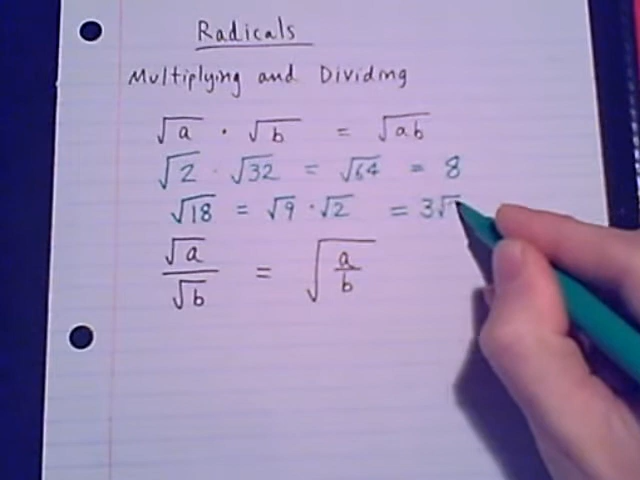 Radicals
Multiplying and Dividing
√a · √b = √ab
√2 · √32 = √64 = 8
√18 = √9 · √2 = 3√
√a/√b = √(a/b)